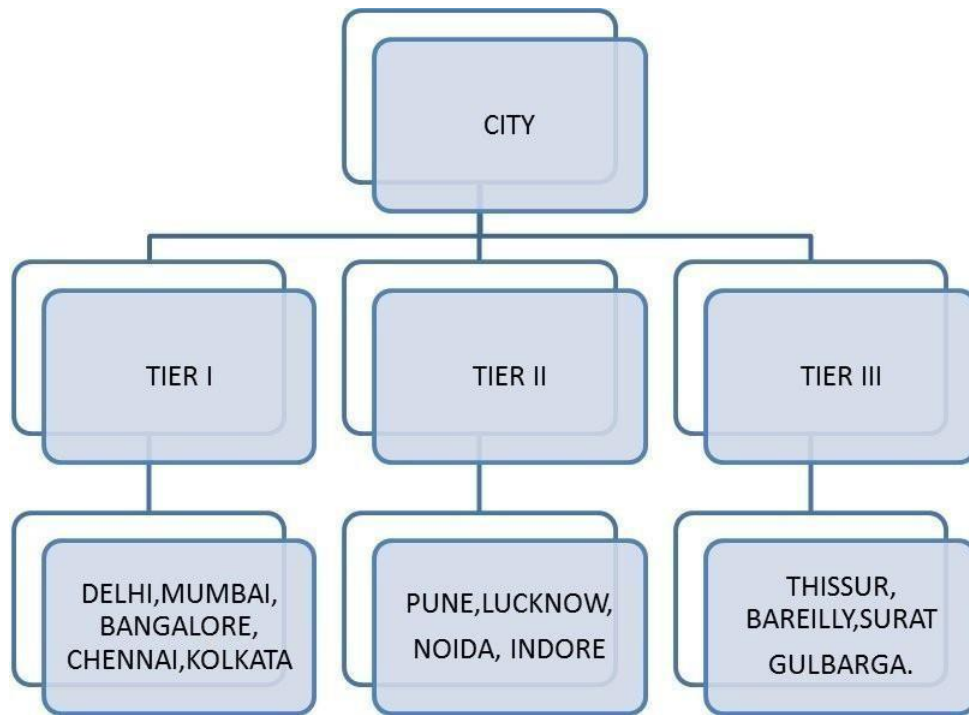 CITY
TIER I
TIER II
TIER III
DELHI,MUMBAI,
BANGALORE,
CHENNAI,KOLKATA
PUNE,LUCKNOW,
NOIDA, INDORE
THISSUR,
BAREILLY,SURAT
GULBARGA.